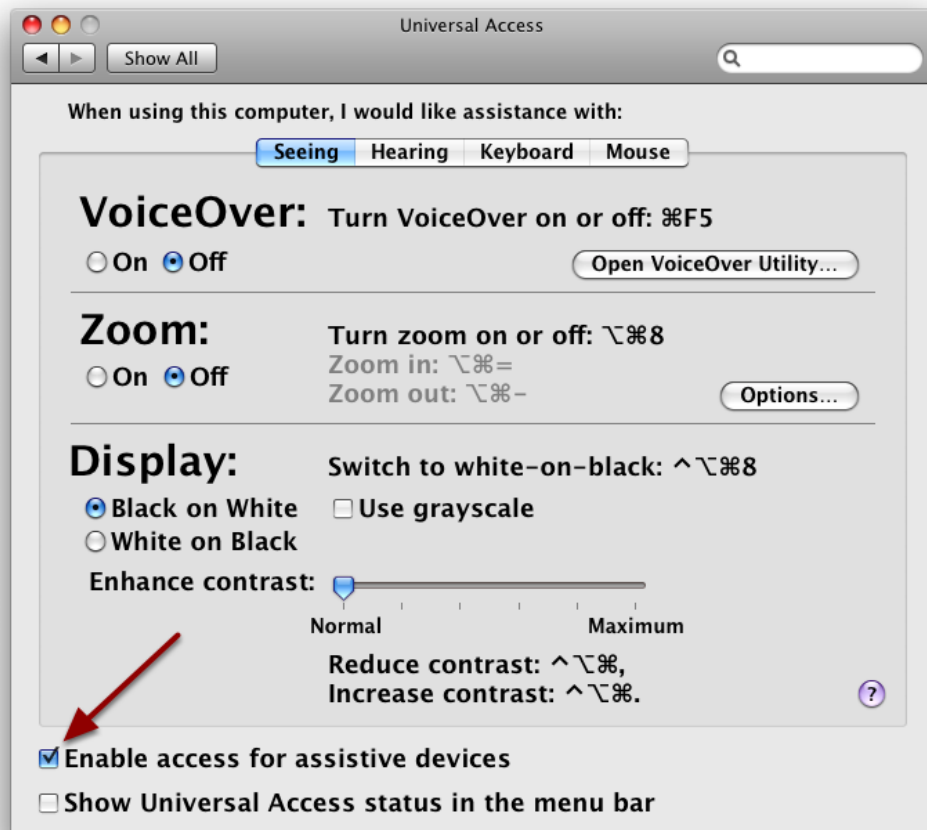 Universal Access
Show All
When using this computer, I would like assistance with:
Seeing Hearing Keyboard Mouse
VoiceOver: Turn VoiceOver on or off: ⌘F5
On Off Open VoiceOver Utility...
Zoom: Turn zoom on or off: ⌥⌘8
On Off Zoom in: ⌥⌘=
Zoom out: ⌥⌘- Options...
Display: Switch to white-on-black: ^⌥⌘8
Black on White Use grayscale
White on Black
Enhance contrast:
Normal Maximum
Reduce contrast: ^⌥⌘,
Increase contrast: ^⌥⌘. ?
Enable access for assistive devices
Show Universal Access status in the menu bar